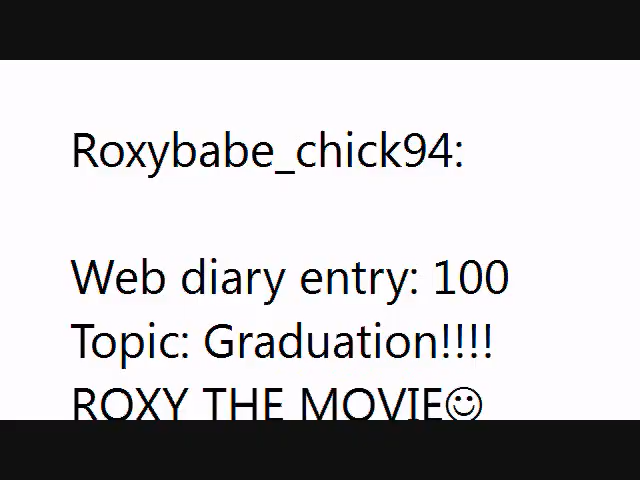 Roxybabe_chick94:
Web diary entry: 100
Topic: Graduation!!!!
ROXY THE MOVIE☺